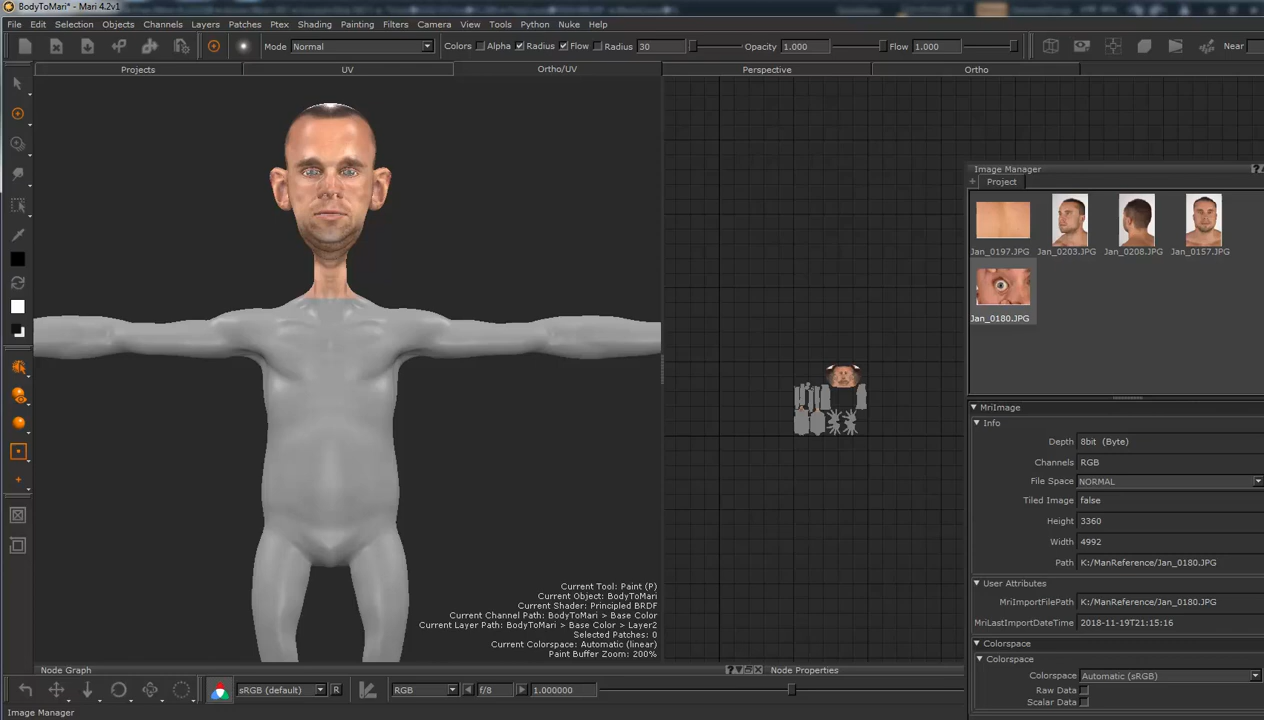 BodyToMari* - Mari 4.2v1
File Edit Selection Objects Channels Layers Patches Ptex Shading Painting Filters Camera View Tools Python Nuke Help
Mode Normal Colors Alpha Radius Flow Radius 30 Opacity 1.000 Flow 1.000 Near
Projects UV Ortho/UV Perspective Ortho
Image Manager
Project
Jan_0197.JPG Jan_0203.JPG Jan_0208.JPG Jan_0157.JPG
Jan_0180.JPG
MriImage
Info
Depth 8bit (Byte)
Channels RGB
File Space NORMAL
Tiled Image false
Height 3360
Width 4992
Path K:/ManReference/Jan_0180.JPG
User Attributes
MriImportFilePath K:/ManReference/Jan_0180.JPG
MriLastImportDateTime 2018-11-19T21:15:16
Colorspace
Colorspace
Colorspace Automatic (sRGB)
Raw Data
Scalar Data
Current Tool: Paint (P)
Current Object: BodyToMari
Current Shader: Principled BRDF
Current Channel Path: BodyToMari > Base Color
Current Layer Path: BodyToMari > Base Color > Layer2
Selected Patches: 0
Current Colorspace: Automatic (linear)
Paint Buffer Zoom: 200%
Node Graph Node Properties
sRGB (default) R RGB f/8 1.000000
Image Manager